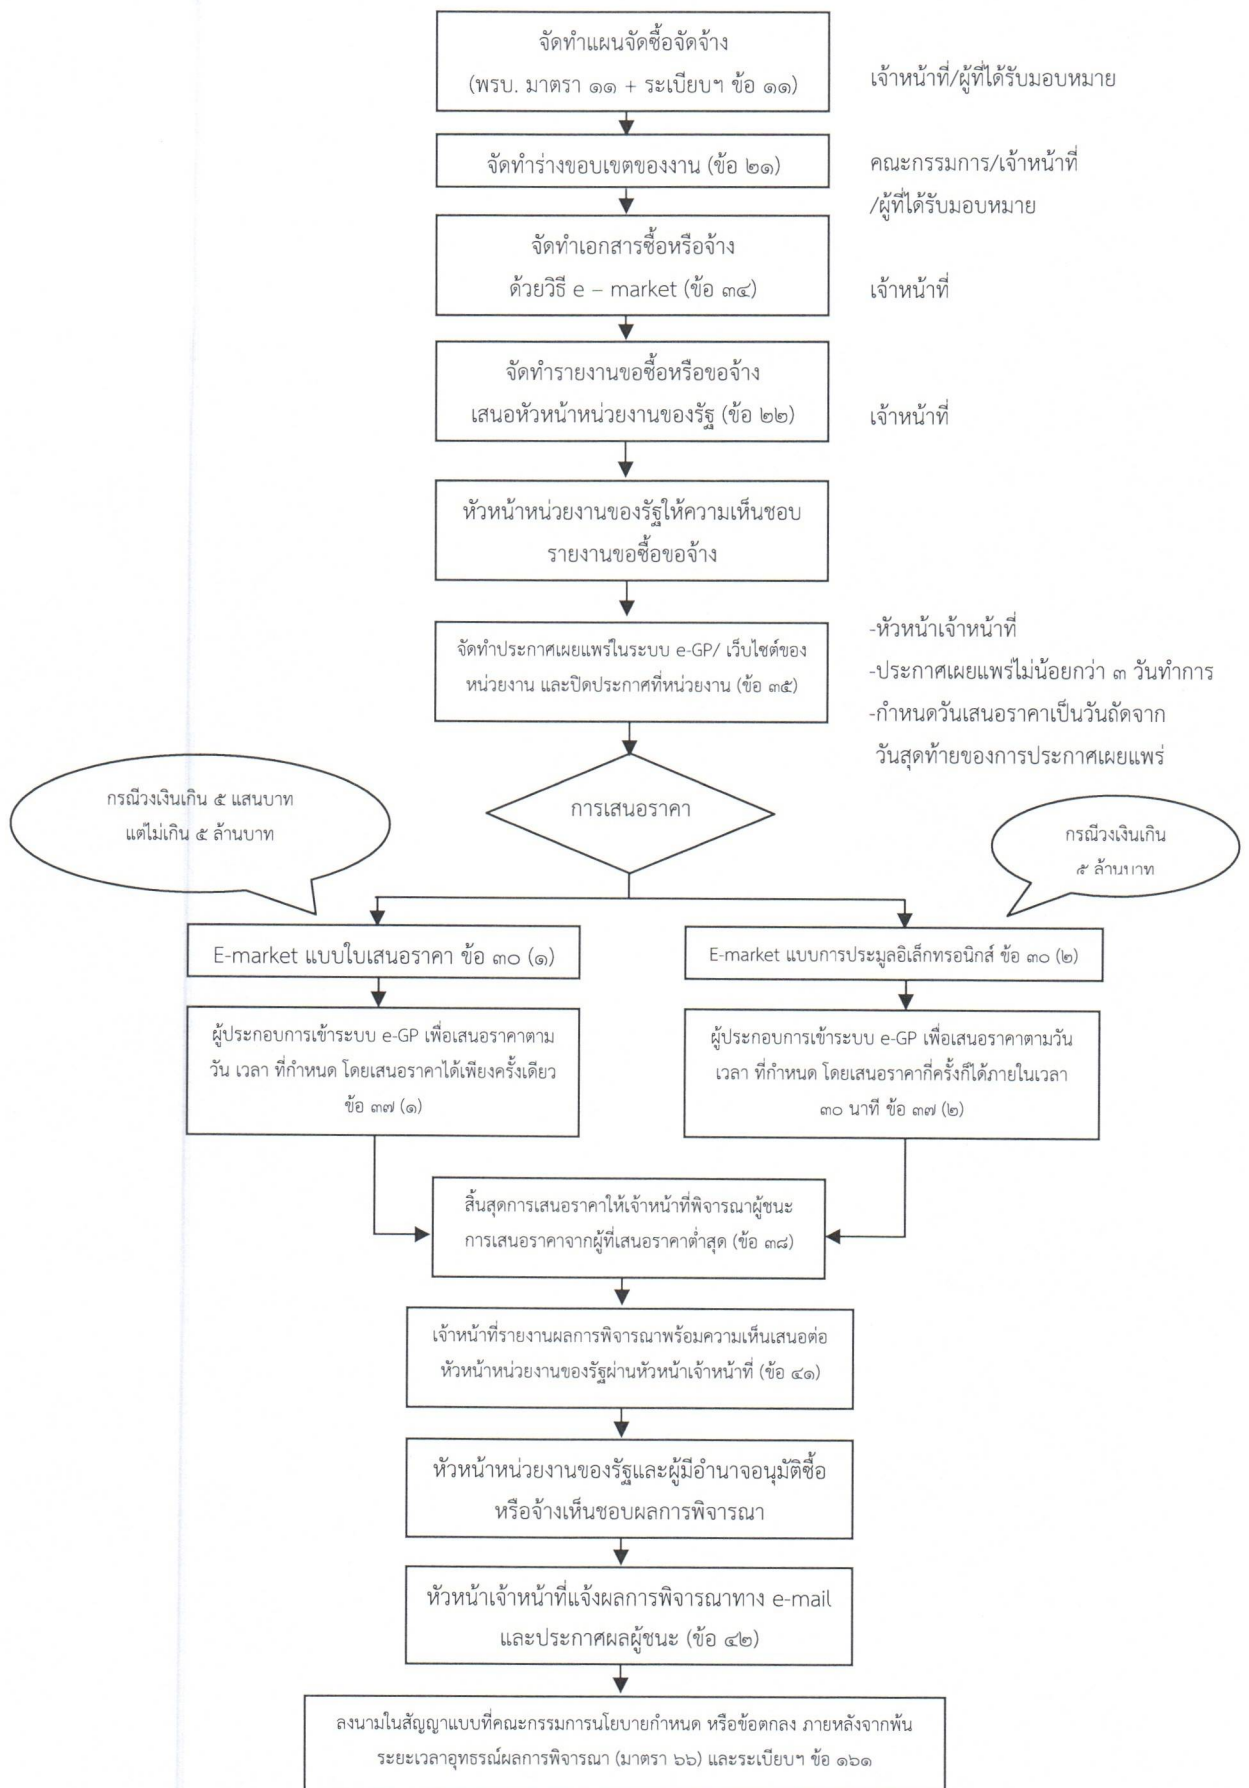 จัดทำแผนจัดซื้อจัดจ้าง
(พรบ. มาตรา ๑๑ + ระเบียบฯ ข้อ ๑๑)
เจ้าหน้าที่/ผู้ที่ได้รับมอบหมาย
จัดทำร่างขอบเขตของงาน (ข้อ ๒๑)
คณะกรรมการ/เจ้าหน้าที่
/ผู้ที่ได้รับมอบหมาย
จัดทำเอกสารซื้อหรือจ้าง
ด้วยวิธี e – market (ข้อ ๓๔)
เจ้าหน้าที่
จัดทำรายงานขอซื้อหรือขอจ้าง
เสนอหัวหน้าหน่วยงานของรัฐ (ข้อ ๒๒)
เจ้าหน้าที่
หัวหน้าหน่วยงานของรัฐให้ความเห็นชอบ
รายงานขอซื้อขอจ้าง
จัดทำประกาศเผยแพร่ในระบบ e-GP/ เว็บไซต์ของ
หน่วยงาน และปิดประกาศที่หน่วยงาน (ข้อ ๓๕)
-หัวหน้าเจ้าหน้าที่
-ประกาศเผยแพร่ไม่น้อยกว่า ๓ วันทำการ
-กำหนดวันเสนอราคาเป็นวันถัดจาก
วันสุดท้ายของการประกาศเผยแพร่
กรณีวงเงินเกิน ๕ แสนบาท
แต่ไม่เกิน ๕ ล้านบาท
การเสนอราคา
กรณีวงเงินเกิน
๕ ล้านบาท
E-market แบบใบเสนอราคา ข้อ ๓๐ (๑)
E-market แบบการประมูลอิเล็กทรอนิกส์ ข้อ ๓๐ (๒)
ผู้ประกอบการเข้าระบบ e-GP เพื่อเสนอราคาตาม
วัน เวลา ที่กำหนด โดยเสนอราคาได้เพียงครั้งเดียว
ข้อ ๓๗ (๑)
ผู้ประกอบการเข้าระบบ e-GP เพื่อเสนอราคาตามวัน
เวลา ที่กำหนด โดยเสนอราคากี่ครั้งก็ได้ภายในเวลา
๓๐ นาที ข้อ ๓๗ (๒)
สิ้นสุดการเสนอราคาให้เจ้าหน้าที่พิจารณาผู้ชนะ
การเสนอราคาจากผู้ที่เสนอราคาต่ำสุด (ข้อ ๓๘)
เจ้าหน้าที่รายงานผลการพิจารณาพร้อมความเห็นเสนอต่อ
หัวหน้าหน่วยงานของรัฐผ่านหัวหน้าเจ้าหน้าที่ (ข้อ ๔๑)
หัวหน้าหน่วยงานของรัฐและผู้มีอำนาจอนุมัติซื้อ
หรือจ้างเห็นชอบผลการพิจารณา
หัวหน้าเจ้าหน้าที่แจ้งผลการพิจารณาทาง e-mail
และประกาศผลผู้ชนะ (ข้อ ๔๒)
ลงนามในสัญญาแบบที่คณะกรรมการนโยบายกำหนด หรือข้อตกลง ภายหลังจากพ้น
ระยะเวลาอุทธรณ์ผลการพิจารณา (มาตรา ๖๖) และระเบียบฯ ข้อ ๑๖๑